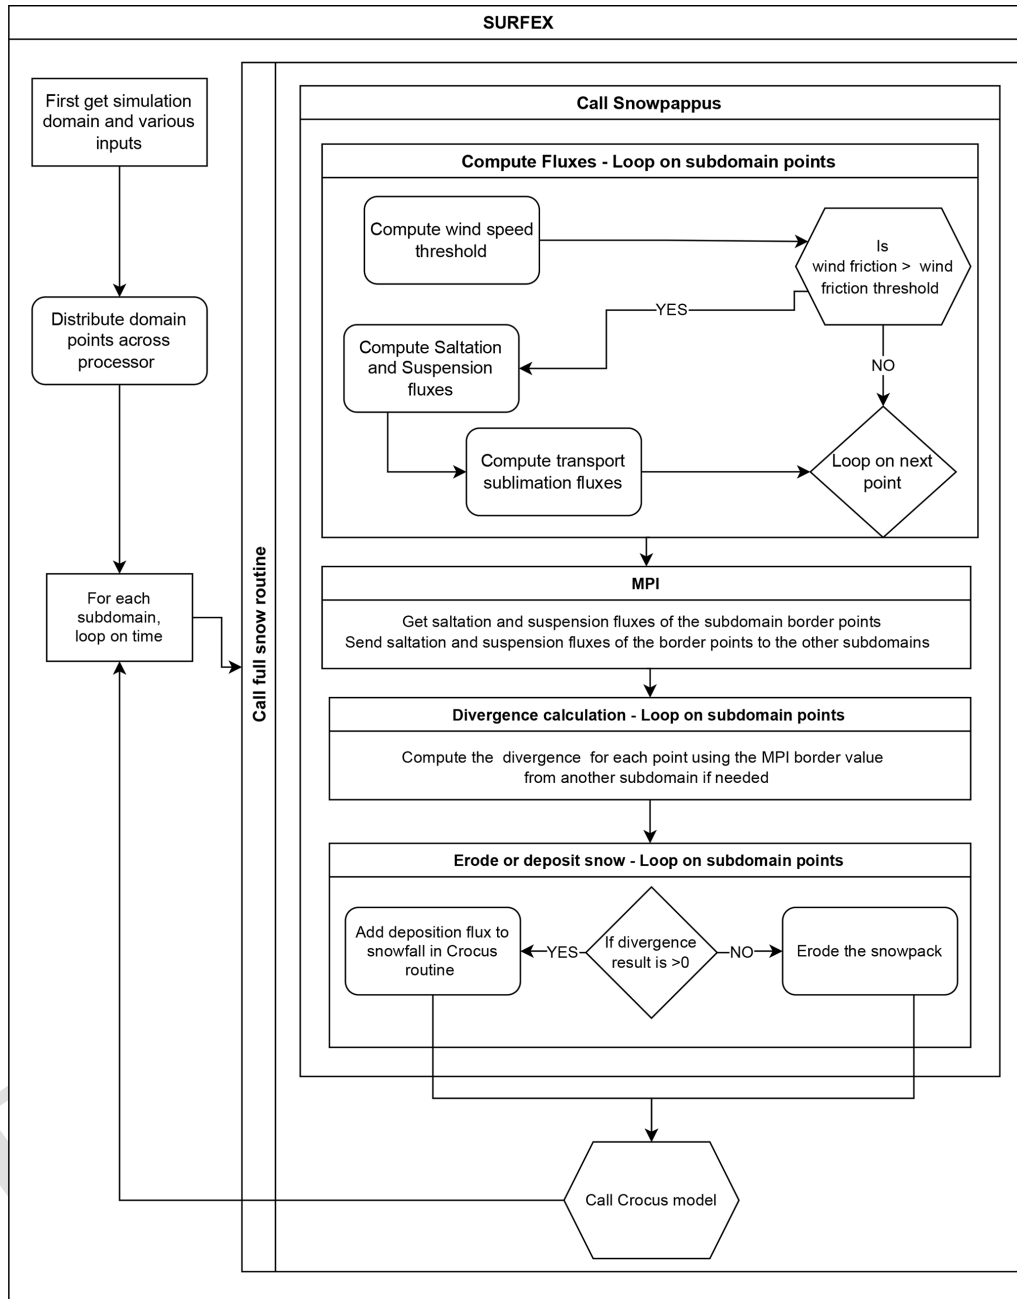 SURFEX
First get simulation
domain and various
inputs
Distribute domain
points across
processor
For each
subdomain,
loop on time
Call full snow routine
Call Snowpappus
Compute Fluxes - Loop on subdomain points
Compute wind speed
threshold
Is
wind friction > wind
friction threshold
YES
NO
Compute Saltation
and Suspension
fluxes
Compute transport
sublimation fluxes
Loop on next
point
MPI
Get saltation and suspension fluxes of the subdomain border points
Send saltation and suspension fluxes of the border points to the other subdomains
Divergence calculation - Loop on subdomain points
Compute the divergence for each point using the MPI border value
from another subdomain if needed
Erode or deposit snow - Loop on subdomain points
Add deposition flux to
snowfall in Crocus
routine
YES
If divergence
result is >0
NO
Erode the snowpack
Call Crocus model